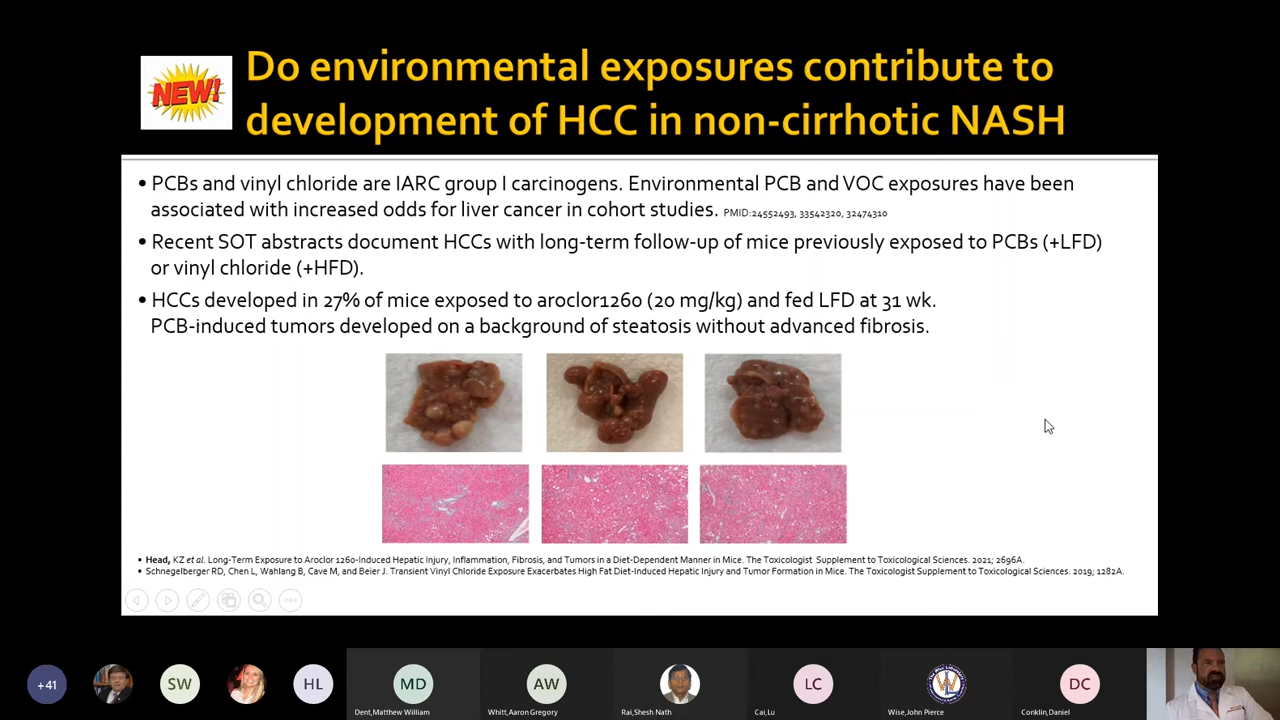 NEW!
Do environmental exposures contribute to
development of HCC in non-cirrhotic NASH
• PCBs and vinyl chloride are IARC group I carcinogens. Environmental PCB and VOC exposures have been
associated with increased odds for liver cancer in cohort studies. PMID:24552493, 33542320, 32474310
• Recent SOT abstracts document HCCs with long-term follow-up of mice previously exposed to PCBs (+LFD)
or vinyl chloride (+HFD).
• HCCs developed in 27% of mice exposed to aroclor1260 (20 mg/kg) and fed LFD at 31 wk.
PCB-induced tumors developed on a background of steatosis without advanced fibrosis.
• Head, KZ et al. Long-Term Exposure to Aroclor 1260-Induced Hepatic Injury, Inflammation, Fibrosis, and Tumors in a Diet-Dependent Manner in Mice. The Toxicologist Supplement to Toxicological Sciences. 2021; 2696A.
• Schnegelberger RD, Chen L, Wahlang B, Cave M, and Beier J. Transient Vinyl Chloride Exposure Exacerbates High Fat Diet-Induced Hepatic Injury and Tumor Formation in Mice. The Toxicologist Supplement to Toxicological Sciences. 2019; 1282A.
+41 SW HL MD AW LC DC
Dent,Matthew William Whitt,Aaron Gregory Rai,Shesh Nath Cai,Lu Wise,John Pierce Conklin,Daniel